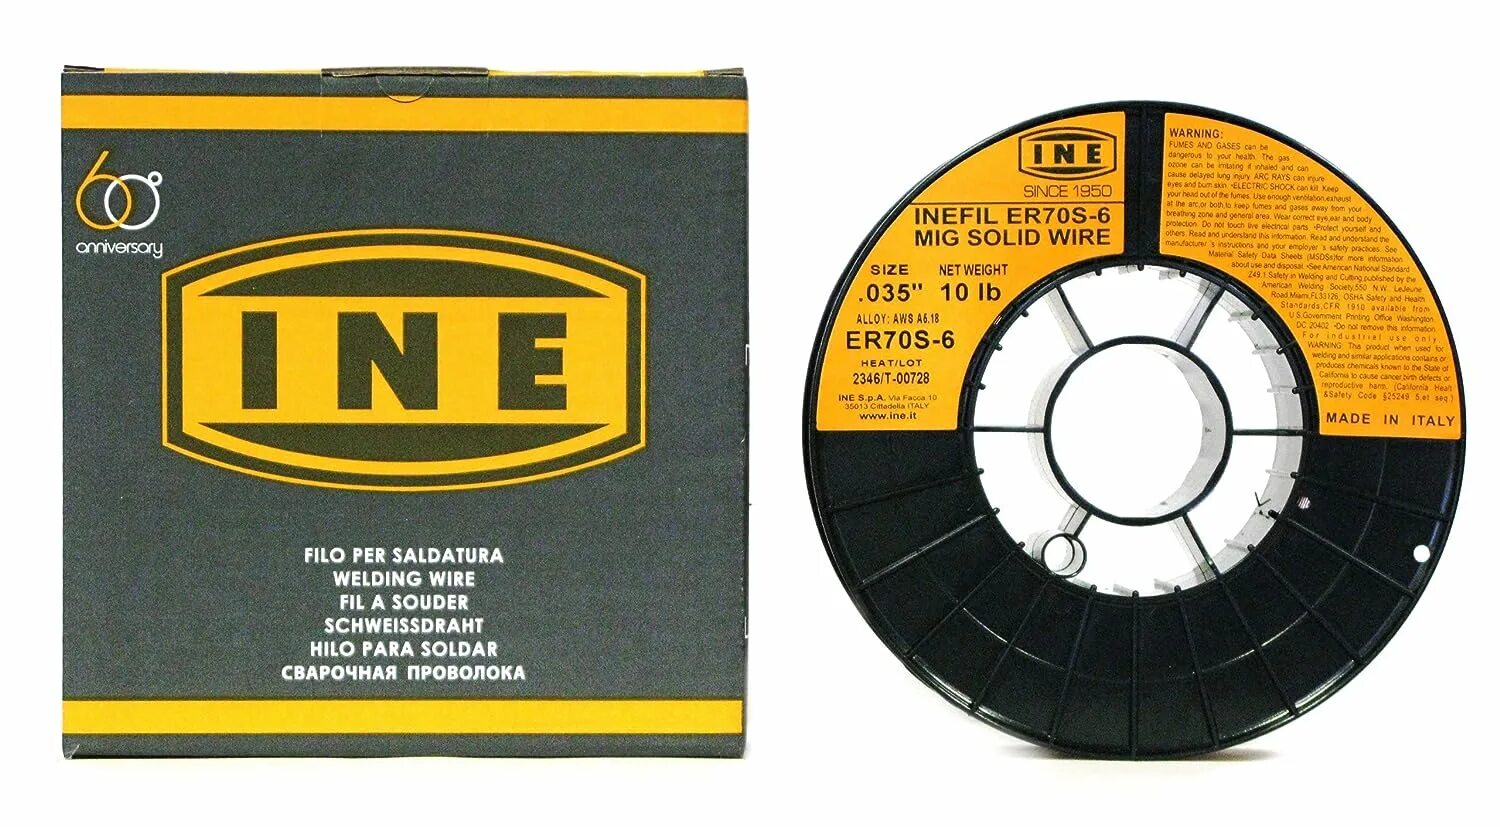 60°
anniversary
INE
FILO PER SALDATURA
WELDING WIRE
FIL A SOUDER
SCHWEISSDRAHT
HILO PARA SOLDAR
СВАРОЧНАЯ ПРОВОЛОКА
INE
SINCE 1950
INEFIL ER70S-6
MIG SOLID WIRE
SIZE NET WEIGHT
.035" 10 lb
ALLOY: AWS A5.18
ER70S-6
HEAT/LOT
2346/T-00728
INE S.p.A. Via Facca 10
35013 Cittadella ITALY
www.ine.it
WARNING:
FUMES AND GASES can be
dangerous to your health. The gas
ozone can be irritating if inhaled and can
cause delayed lung injury. ARC RAYS can injure
eyes and burn skin. •ELECTRIC SHOCK can kill. Keep
your head out of the fumes. Use enough ventilation,exhaust
at the arc,or both,to keep fumes and gases away from your
breathing zone and general area. Wear correct eye,ear and body
protection. Do not touch live electrical parts. •Protect yourself and
others. Read and understand this information. Read and understand the
manufacturer 's instructions and your employer 's safety practices. See
Material Safety Data Sheets (MSDSs)for more information
about use and disposal. •See American National Standard
Z49.1,Safety in Welding and Cutting,published by the
American Welding Society,550 N.W. LeJeune
Road,Miami,FL33126, OSHA Safety and Health
Standards,CFR 1910 available from
U.S.Government Printing Office Washington,
DC 20402 •Do not remove this information.
For industrial use only
WARNING: This product when used for
welding and similar applications contains or
produces chemicals known to the State of
California to cause cancer,birth defects or
reproductive harm. (California Healt
&Safety Code §25249 5,et seq.)
MADE IN ITALY